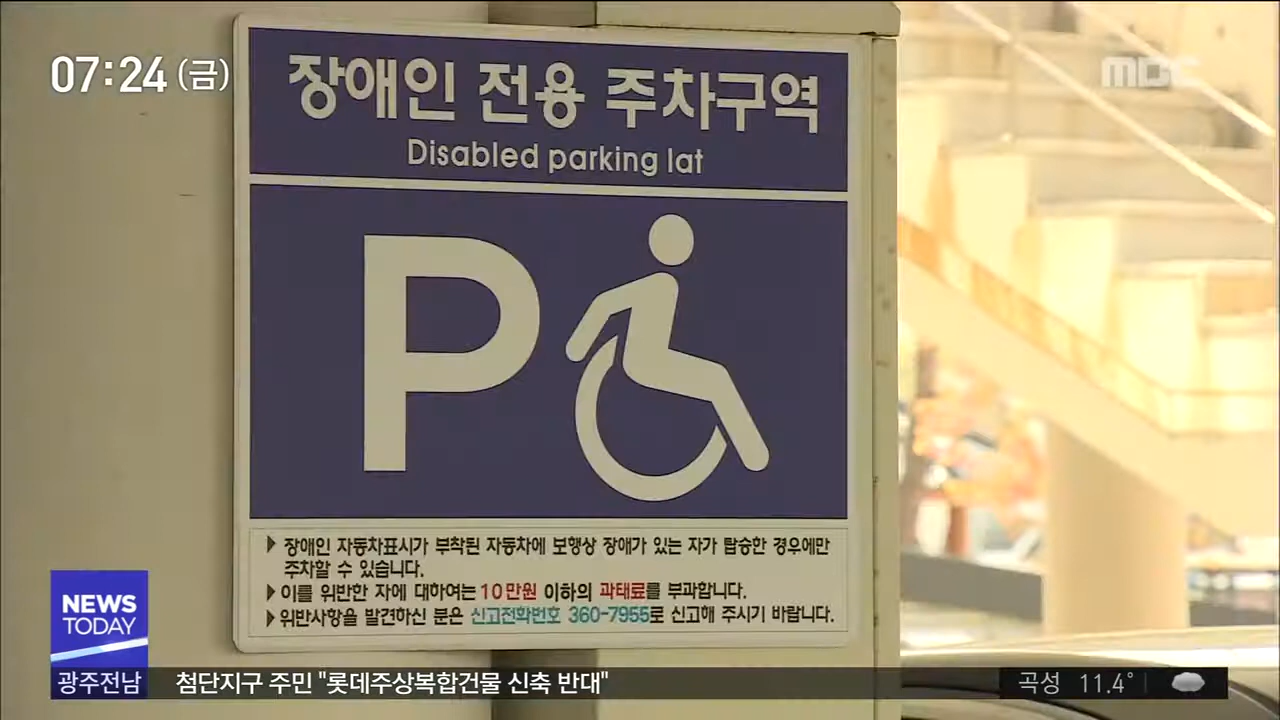 07:24 (금)
MBC
장애인 전용 주차구역
Disabled parking lat
P
▶ 장애인 자동차표시가 부착된 자동차에 보행상 장애가 있는 자가 탑승한 경우에만
주차할 수 있습니다.
▶ 이를 위반한 자에 대하여는 10만원 이하의 과태료를 부과합니다.
▶ 위반사항을 발견하신 분은 신고전화번호 360-7955로 신고해 주시기 바랍니다.
NEWS
TODAY
광주전남 첨단지구 주민 "롯데주상복합건물 신축 반대" 곡성 11.4°